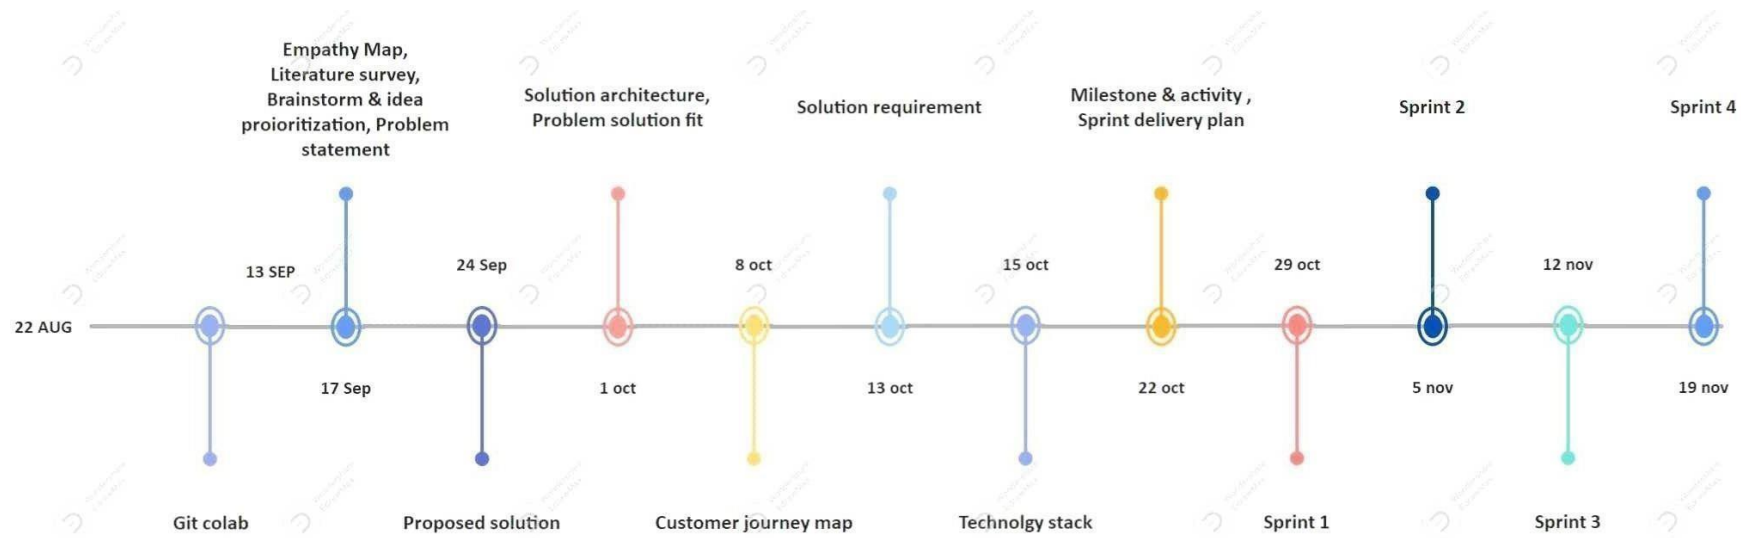 Empathy Map,
Literature survey,
Brainstorm & idea
proioritization, Problem
statement
Solution architecture,
Problem solution fit
Solution requirement
Milestone & activity ,
Sprint delivery plan
Sprint 2
Sprint 4
13 SEP
24 Sep
8 oct
15 oct
29 oct
12 nov
22 AUG
17 Sep
1 oct
13 oct
22 oct
5 nov
19 nov
Git colab
Proposed solution
Customer journey map
Technolgy stack
Sprint 1
Sprint 3